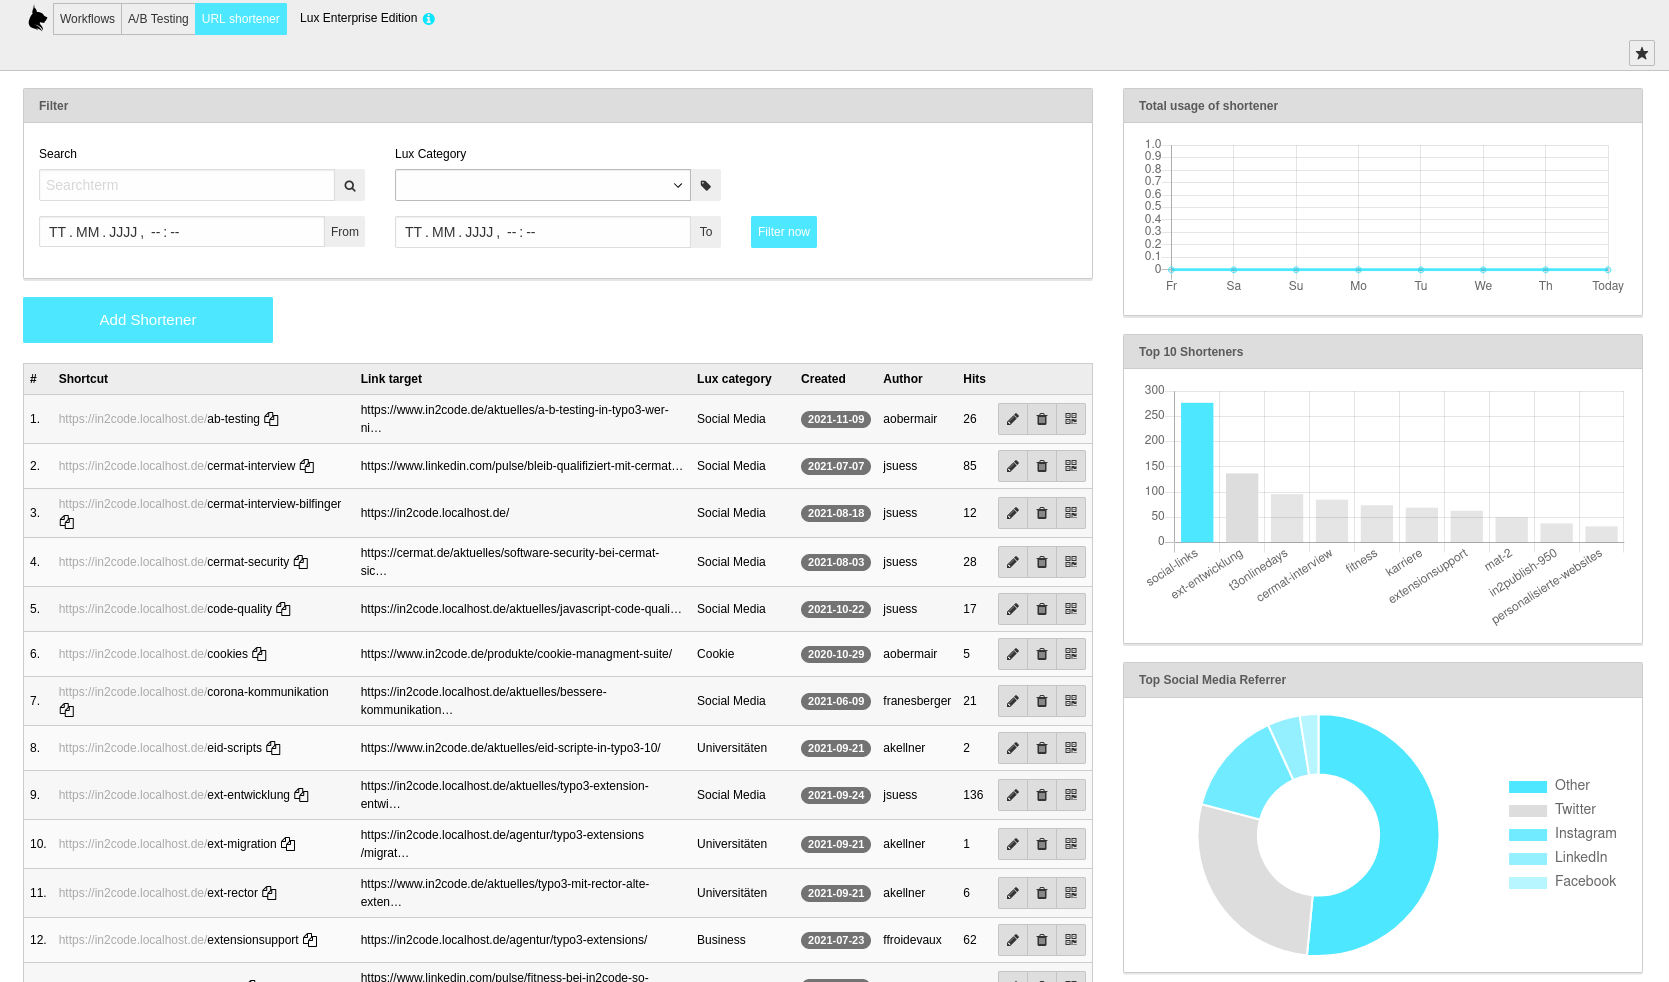 Workflows A/B Testing URL shortener Lux Enterprise Edition
Filter
Search Lux Category
Searchterm
TT . MM . JJJJ , -- : -- From TT . MM . JJJJ , -- : -- To Filter now
Add Shortener
# Shortcut Link target Lux category Created Author Hits
1. https://in2code.localhost.de/ab-testing https://www.in2code.de/aktuelles/a-b-testing-in-typo3-wer-
ni… Social Media 2021-11-09 aobermair 26
2. https://in2code.localhost.de/cermat-interview https://www.linkedin.com/pulse/bleib-qualifiziert-mit-cermat… Social Media 2021-07-07 jsuess 85
3. https://in2code.localhost.de/cermat-interview-bilfinger https://in2code.localhost.de/ Social Media 2021-08-18 jsuess 12
4. https://in2code.localhost.de/cermat-security https://cermat.de/aktuelles/software-security-bei-cermat-
sic… Social Media 2021-08-03 jsuess 28
5. https://in2code.localhost.de/code-quality https://in2code.localhost.de/aktuelles/javascript-code-quali… Social Media 2021-10-22 jsuess 17
6. https://in2code.localhost.de/cookies https://www.in2code.de/produkte/cookie-managment-suite/ Cookie 2020-10-29 aobermair 5
7. https://in2code.localhost.de/corona-kommunikation https://in2code.localhost.de/aktuelles/bessere-
kommunikation… Social Media 2021-06-09 franesberger 21
8. https://in2code.localhost.de/eid-scripts https://www.in2code.de/aktuelles/eid-scripte-in-typo3-10/ Universitäten 2021-09-21 akellner 2
9. https://in2code.localhost.de/ext-entwicklung https://in2code.localhost.de/aktuelles/typo3-extension-
entwi… Social Media 2021-09-24 jsuess 136
10. https://in2code.localhost.de/ext-migration https://in2code.localhost.de/agentur/typo3-extensions
/migrat… Universitäten 2021-09-21 akellner 1
11. https://in2code.localhost.de/ext-rector https://www.in2code.de/aktuelles/typo3-mit-rector-alte-
exten… Universitäten 2021-09-21 akellner 6
12. https://in2code.localhost.de/extensionsupport https://in2code.localhost.de/agentur/typo3-extensions/ Business 2021-07-23 ffroidevaux 62
https://www.linkedin.com/pulse/fitness-bei-in2code-so-
Total usage of shortener
1.0
0.9
0.8
0.7
0.6
0.5
0.4
0.3
0.2
0.1
0
Fr Sa Su Mo Tu We Th Today
Top 10 Shorteners
300
250
200
150
100
50
0
social-links ext-entwicklung t3onlinedays cermat-interview fitness karriere extensionsupport mat-2 in2publish-950 personalisierte-websites
Top Social Media Referrer
Other
Twitter
Instagram
LinkedIn
Facebook